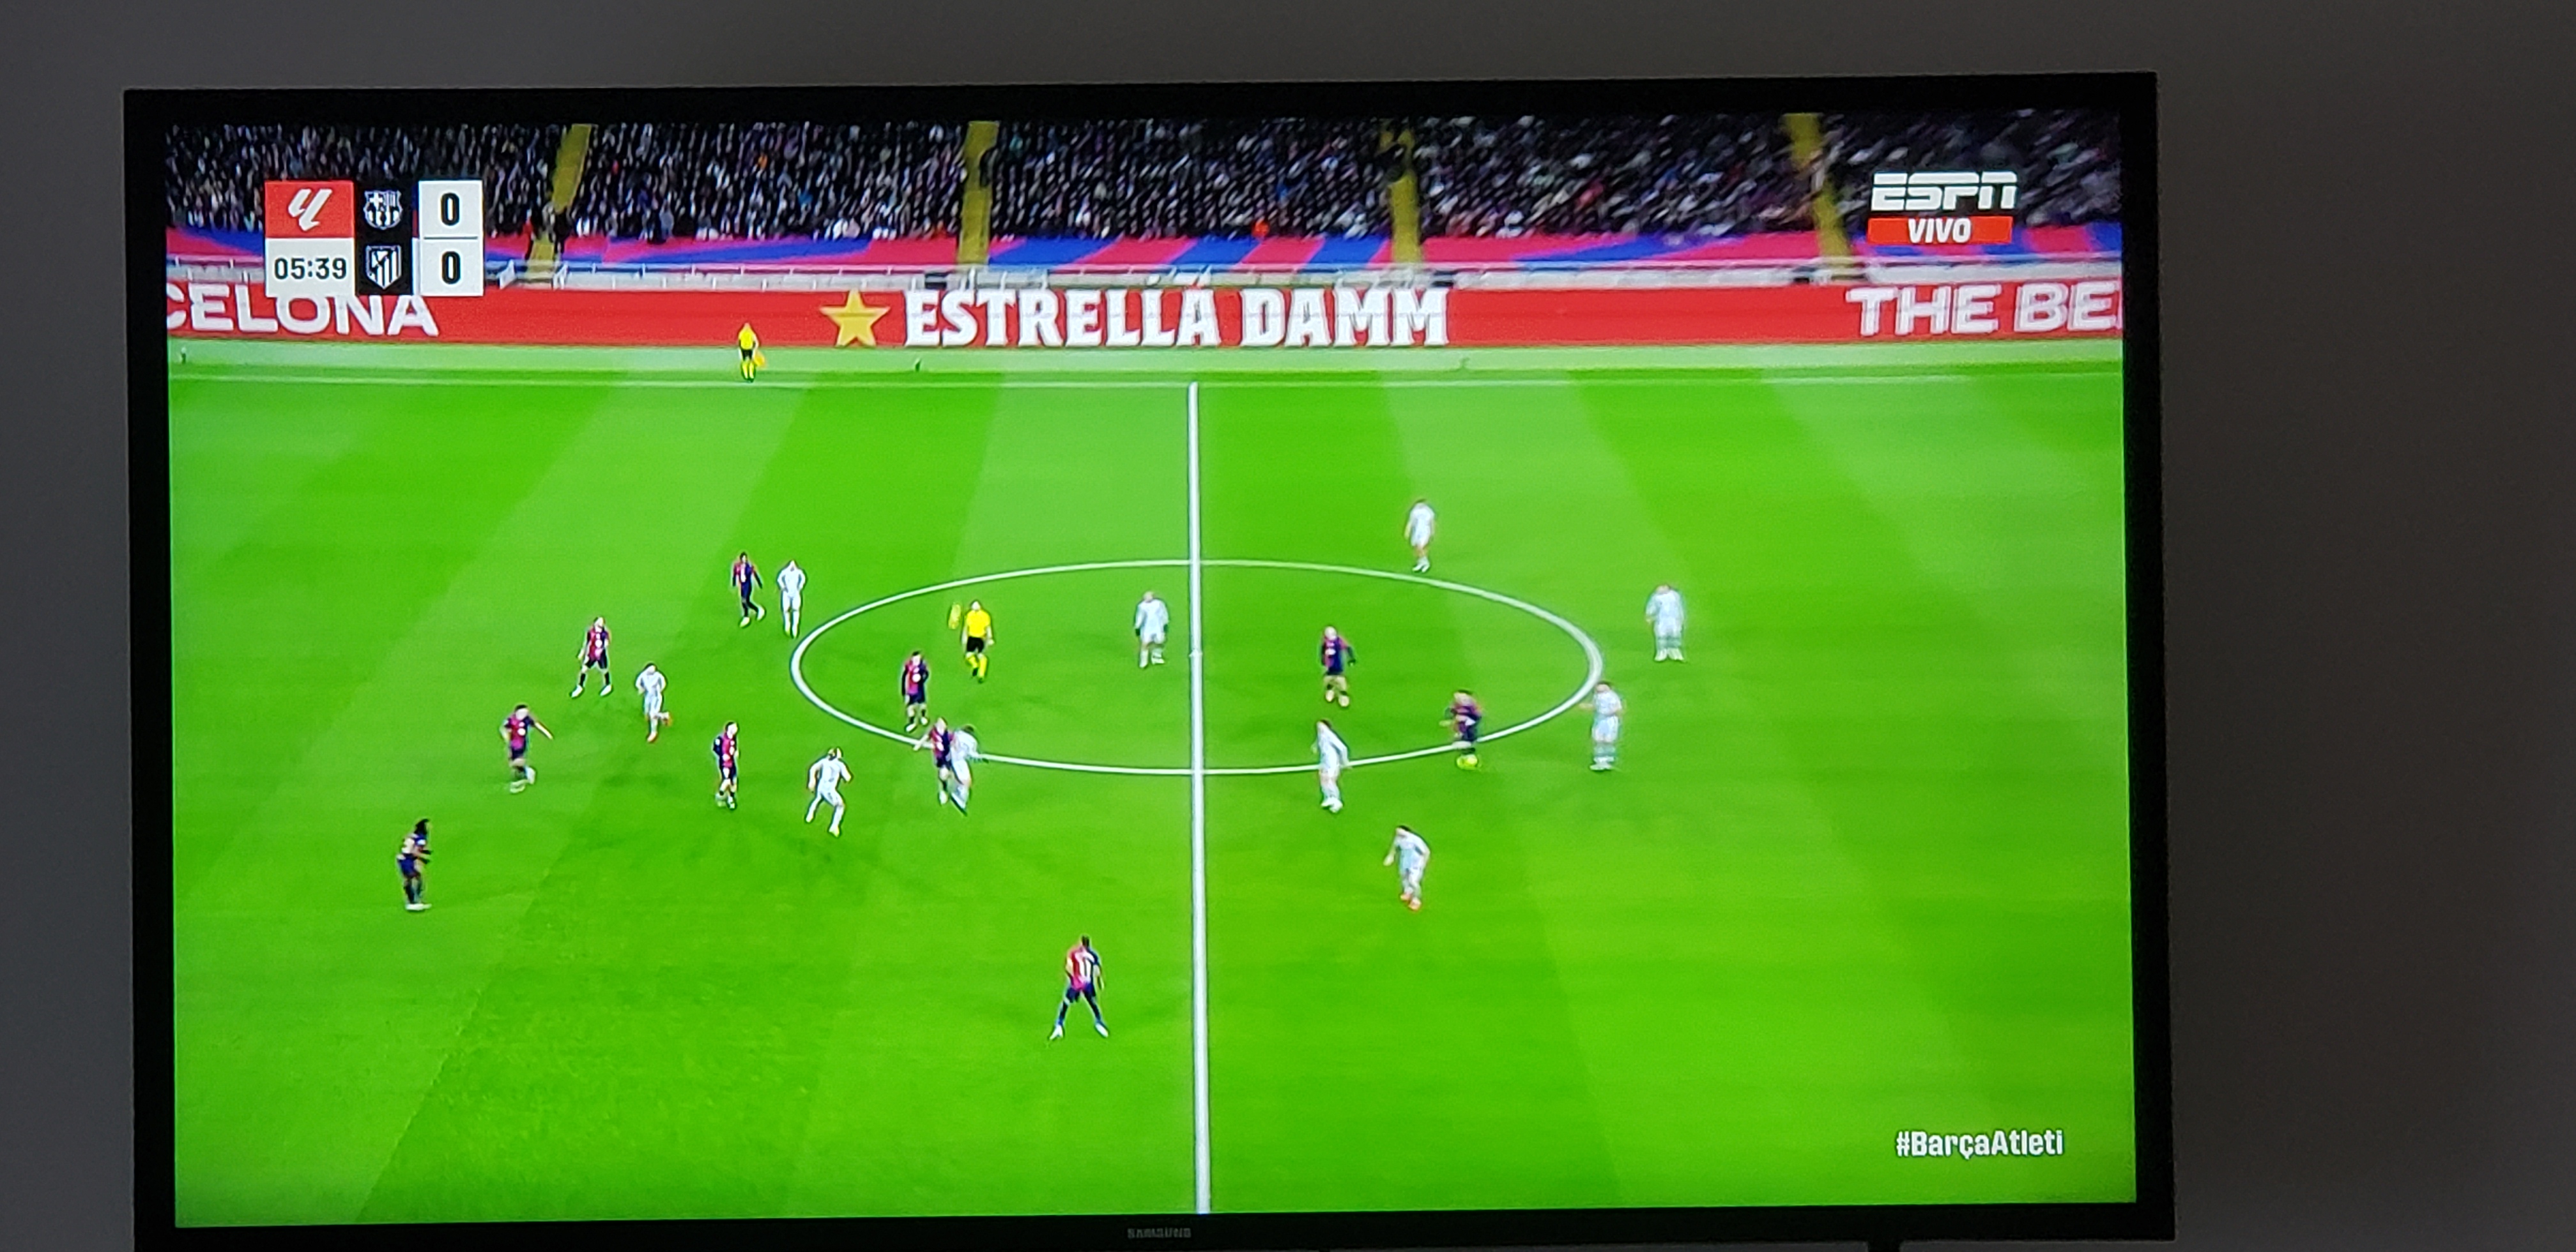 0
ESPN
VIVO
05:39
0
CELONA
ESTRELLA DAMM
THE BE
#BarçaAtleti
SAMSUNG